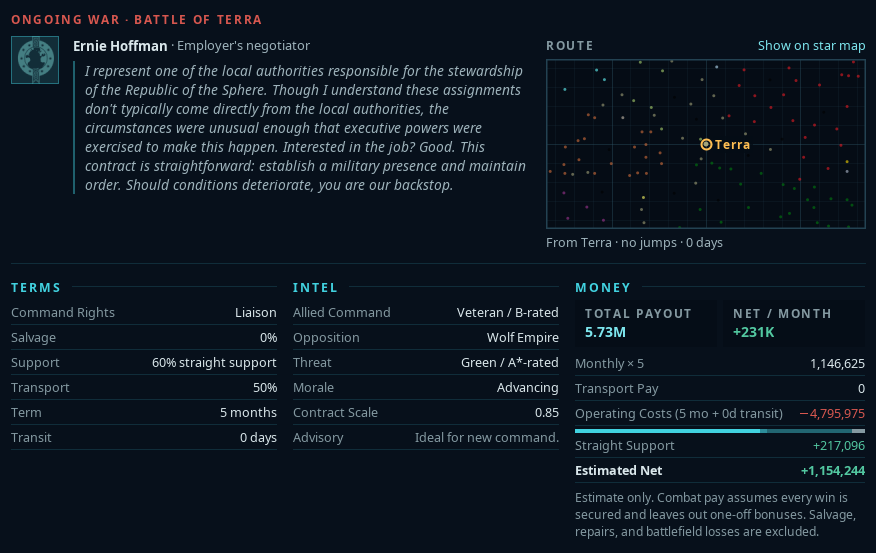 ONGOING WAR · BATTLE OF TERRA
Ernie Hoffman · Employer's negotiator
I represent one of the local authorities responsible for the stewardship
of the Republic of the Sphere. Though I understand these assignments
don't typically come directly from the local authorities, the
circumstances were unusual enough that executive powers were
exercised to make this happen. Interested in the job? Good. This
contract is straightforward: establish a military presence and maintain
order. Should conditions deteriorate, you are our backstop.
ROUTE
Show on star map
Terra
From Terra · no jumps · 0 days
TERMS
Command Rights Liaison
Salvage 0%
Support 60% straight support
Transport 50%
Term 5 months
Transit 0 days
INTEL
Allied Command Veteran / B-rated
Opposition Wolf Empire
Threat Green / A*-rated
Morale Advancing
Contract Scale 0.85
Advisory Ideal for new command.
MONEY
TOTAL PAYOUT
5.73M
NET / MONTH
+231K
Monthly × 5 1,146,625
Transport Pay 0
Operating Costs (5 mo + 0d transit) −4,795,975
Straight Support +217,096
Estimated Net +1,154,244
Estimate only. Combat pay assumes every win is
secured and leaves out one-off bonuses. Salvage,
repairs, and battlefield losses are excluded.